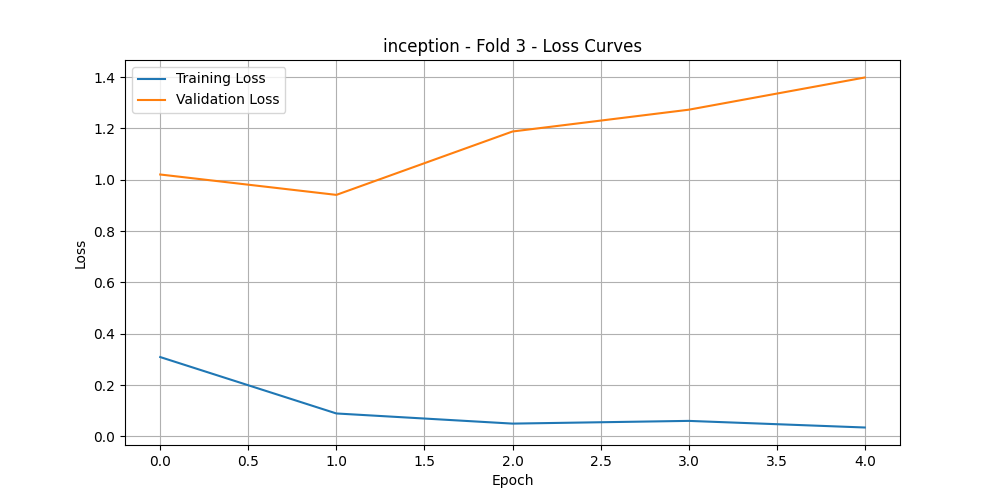 inception - Fold 3 - Loss Curves
Training Loss
Validation Loss
Loss
1.4
1.2
1.0
0.8
0.6
0.4
0.2
0.0
0.0 0.5 1.0 1.5 2.0 2.5 3.0 3.5 4.0
Epoch